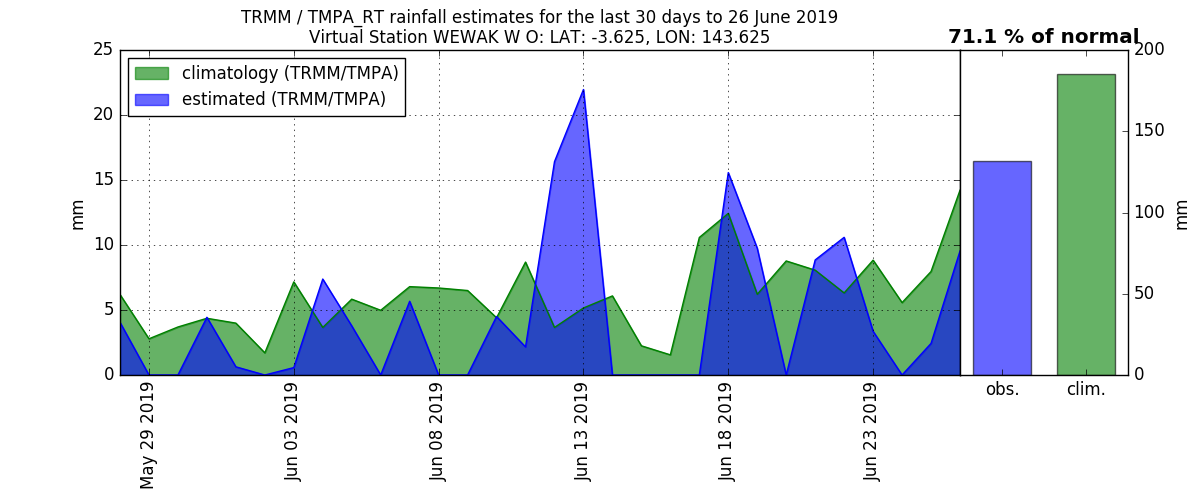 TRMM / TMPA_RT rainfall estimates for the last 30 days to 26 June 2019
Virtual Station WEWAK W O: LAT: -3.625, LON: 143.625
71.1 % of normal
climatology (TRMM/TMPA)
estimated (TRMM/TMPA)
25
20
15
10
5
0
mm
May 29 2019
Jun 03 2019
Jun 08 2019
Jun 13 2019
Jun 18 2019
Jun 23 2019
obs.
clim.
200
150
100
50
0
mm